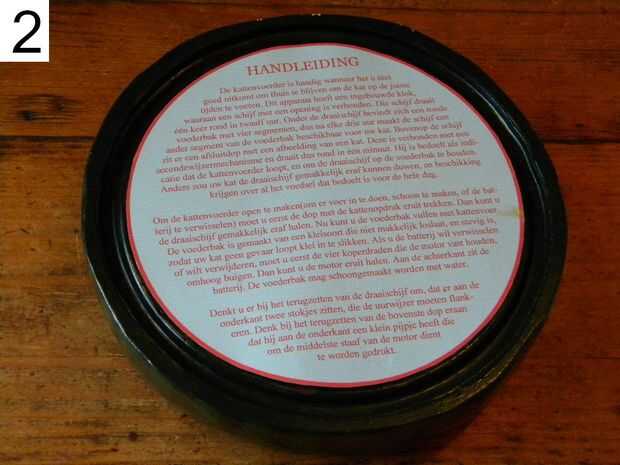 2
HANDLEIDING
De kattenvoerder is handig wanneer het u niet
goed uitkomt om thuis te blijven om de kat op de juiste
tijden te voeren. Dit apparaat heeft een ingebouwde klok,
waaraan een schijf met een opening is verbonden. Die schijf draait
één keer rond in twaalf uur. Onder de draaischijf bevindt zich een ronde
voederbak met vier segmenten, dus na elke drie uur maakt de schijf een
ander segment van de voederbak beschikbaar voor uw kat. Bovenop de schijf
zit er een afsluitdop met een afbeelding van een kat. Deze is verbonden met een
secondewijzermechanisme en draait dus rond in een minuut. Hij is bedoelt als indi-
catie dat de kattenvoerder loopt, en om de draaischijf op de voederbak te houden.
Anders zou uw kat de draaischijf gemakkelijk eraf kunnen duwen, en beschikking
krijgen over al het voedsel dat bedoelt is voor de hele dag.
Om de kattenvoerder open te maken(om er voer in te doen, schoon te maken, of de bat-
terij te verwisselen) moet u eerst de dop met de kattenopdruk eruit trekken. Dan kunt u
de draaischijf gemakkelijk eraf halen. Nu kunt u de voederbak vullen met kattenvoer.
De voederbak is gemaakt van een kleisoort die niet makkelijk loslaat, en stevig is,
zodat uw kat geen gevaar loopt klei in te slikken. Als u de batterij wil verwisselen
of wilt verwijderen, moet u eerst de vier koperdraden die de motor vast houden,
omhoog buigen. Dan kunt u de motor eruit halen. Aan de achterkant zit de
batterij. De voederbak mag schoongemaakt worden met water.
Denkt u er bij het terugzetten van de draaischijf om, dat er aan de
onderkant twee stokjes zitten, die de uurwijzer moeten flank-
eren. Denk bij het terugzetten van de bovenste dop eraan
dat hij aan de onderkant een klein pijpje heeft die
om de middelste staaf van de motor dient
te worden gedrukt.